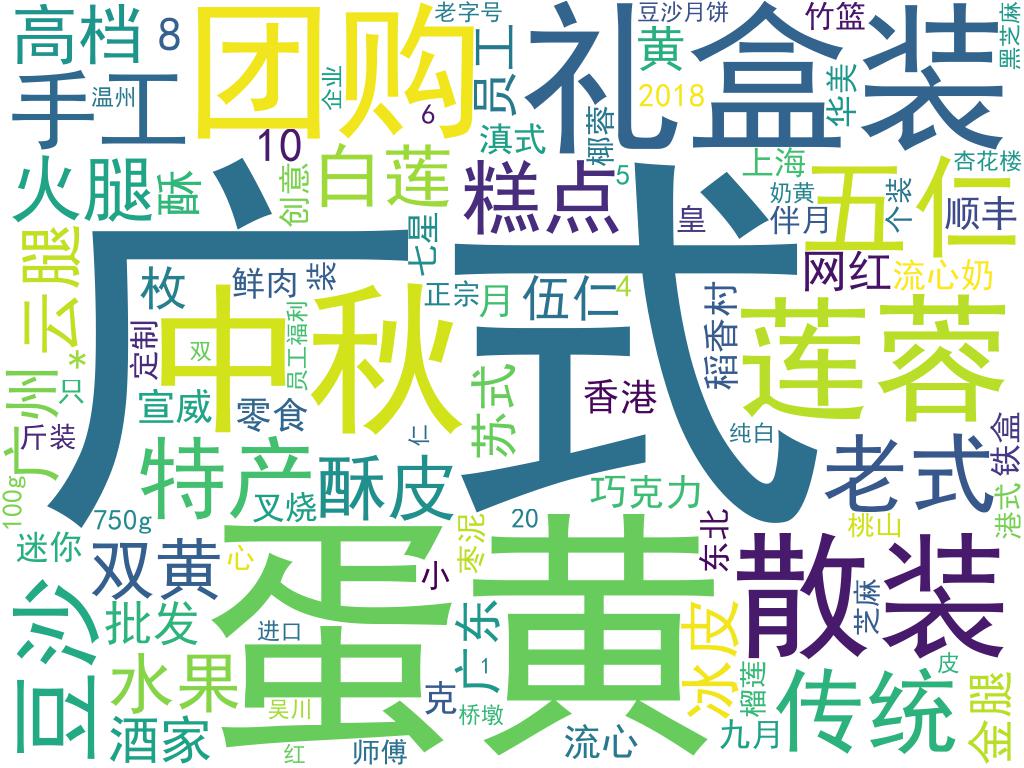 高档
8
团购
老字号
员工
礼盒装
豆沙月饼
竹篮
黑芝麻
黄
手工
温州
企业
6
2018
华美
10
滇式
椰蓉
上海
杏花楼
火腿
酥
创意
白莲
糕点
5
奶黄
个装
五仁
皇
伴月
顺丰
广式
七星
云腿
枚
鲜肉
装
正宗
月
伍仁
4
网红
流心奶
稻香村
定制
中秋
双
员工福利
莲蓉
*
只
广州
宣威
零食
苏式
香港
斤装
仁
纯白
铁盒
特产
酥皮
老式
100g
750g
叉烧
巧克力
港式
迷你
双黄
心
蛋黄
枣泥
20
东北
桃山
小
散装
豆沙
批发
进口
广东
冰皮
芝麻
水果
吴川
克
1
榴莲
皮
传统
金腿
酒家
桥墩
红
师傅
流心
九月